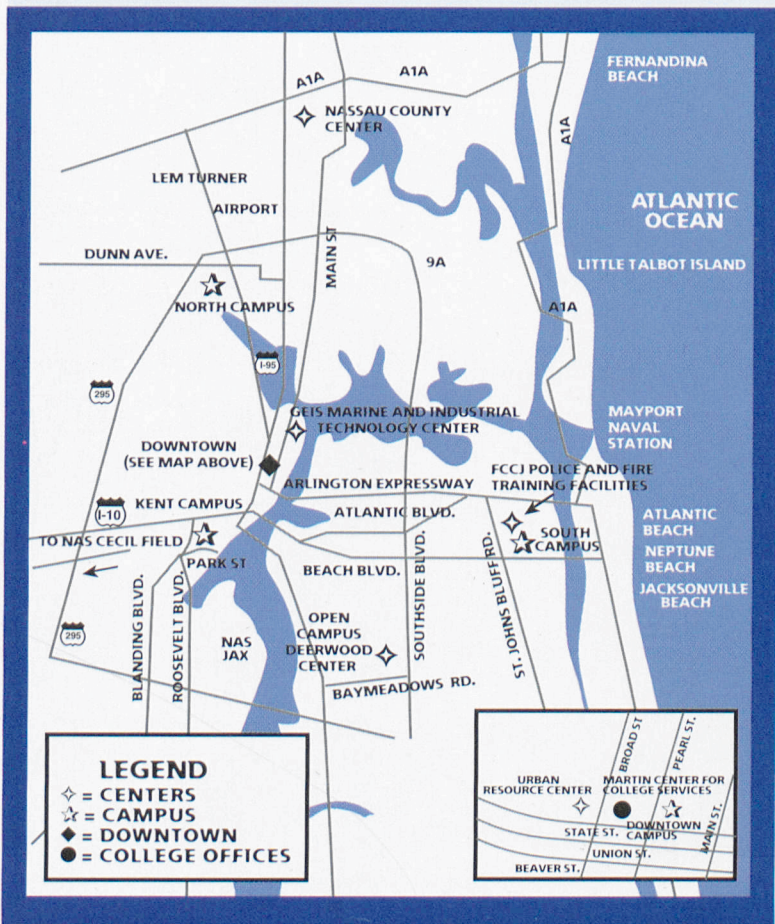 A1A
A1A
FERNANDINA
BEACH
NASSAU COUNTY
CENTER
A1A
LEM TURNER
AIRPORT
ATLANTIC
OCEAN
DUNN AVE.
MAIN ST
9A
LITTLE TALBOT ISLAND
NORTH CAMPUS
A1A
I-95
295
GEIS MARINE AND INDUSTRIAL
TECHNOLOGY CENTER
MAYPORT
NAVAL
STATION
DOWNTOWN
(SEE MAP ABOVE)
FCCJ POLICE AND FIRE
TRAINING FACILITIES
ARLINGTON EXPRESSWAY
KENT CAMPUS
I-10
ATLANTIC BLVD.
ATLANTIC
BEACH
TO NAS CECIL FIELD
SOUTH
CAMPUS
NEPTUNE
BEACH
PARK ST
BEACH BLVD.
JACKSONVILLE
BEACH
BLANDING BLVD.
ROOSEVELT BLVD.
SOUTHSIDE BLVD.
ST. JOHNS BLUFF RD.
295
NAS
JAX
OPEN
CAMPUS
DEERWOOD
CENTER
BAYMEADOWS RD.
LEGEND
= CENTERS
= CAMPUS
= DOWNTOWN
= COLLEGE OFFICES
BROAD ST
PEARL ST.
URBAN
RESOURCE CENTER
MARTIN CENTER FOR
COLLEGE SERVICES
STATE ST.
DOWNTOWN
CAMPUS
MAIN ST.
UNION ST.
BEAVER ST.